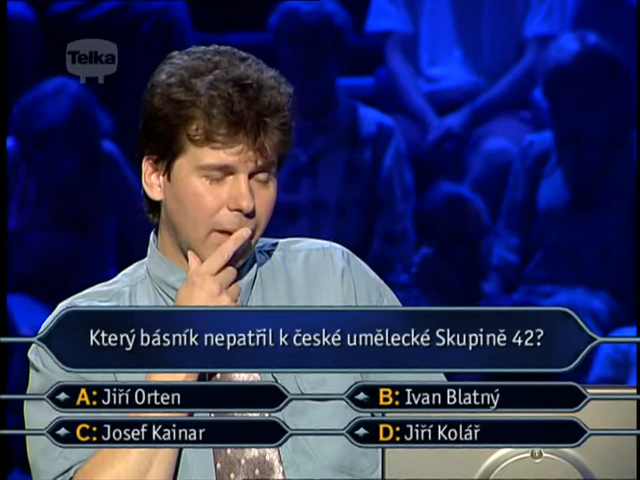 Telka
Který básník nepatřil k české umělecké Skupině 42?
A: Jiří Orten
B: Ivan Blatný
C: Josef Kainar
D: Jiří Kolář